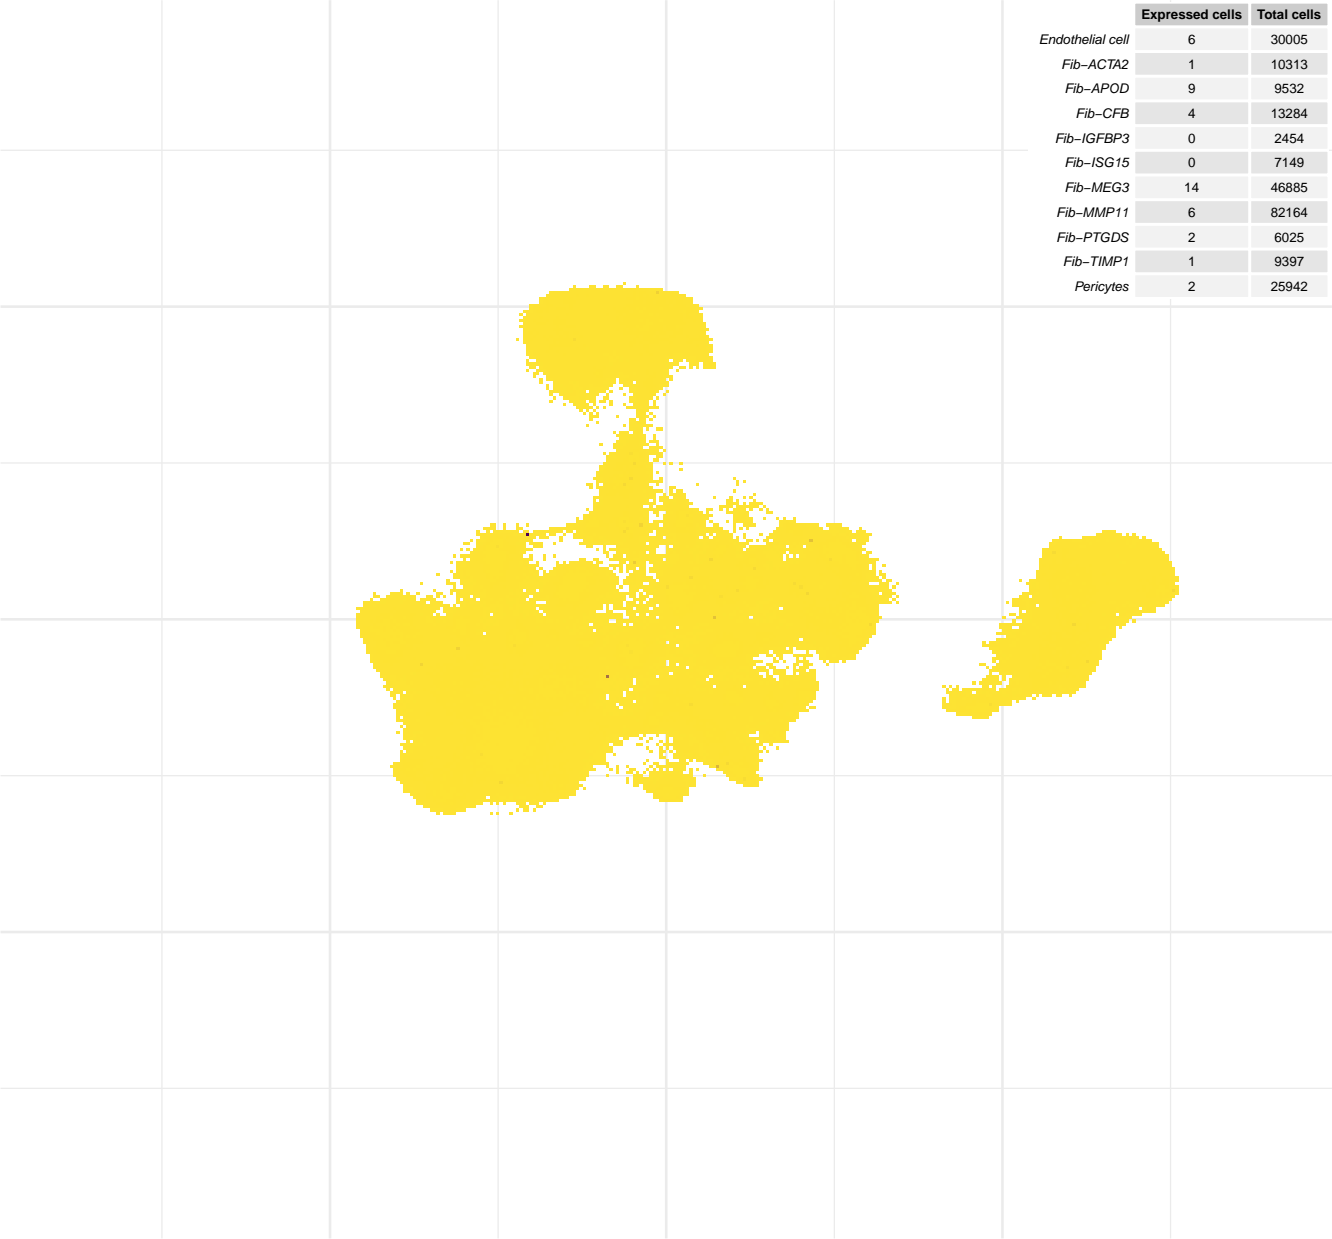 Expressed cells Total cells
Endothelial cell 6 30005
Fib−ACTA2 1 10313
Fib−APOD 9 9532
Fib−CFB 4 13284
Fib−IGFBP3 0 2454
Fib−ISG15 0 7149
Fib−MEG3 14 46885
Fib−MMP11 6 82164
Fib−PTGDS 2 6025
Fib−TIMP1 1 9397
Pericytes 2 25942